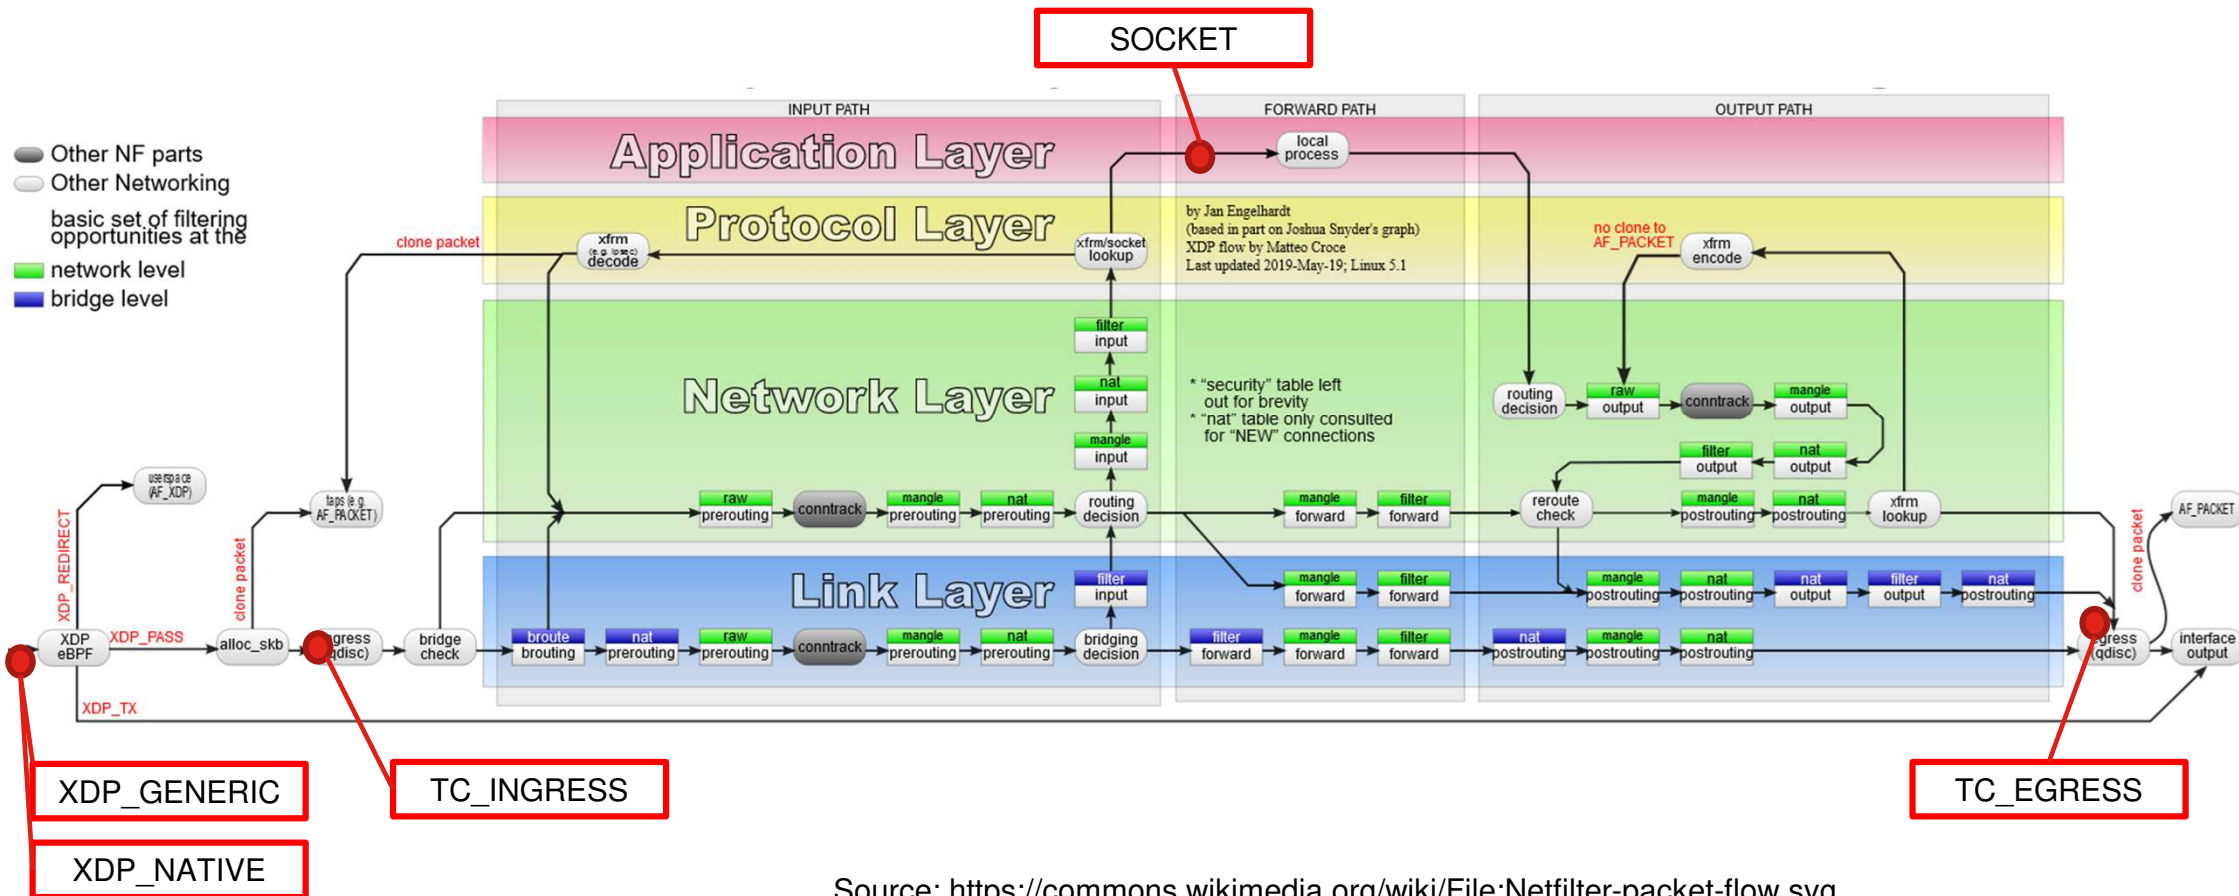 SOCKET
INPUT PATH
FORWARD PATH
OUTPUT PATH
Application Layer
local
process
Other NF parts
Other Networking
basic set of filtering
opportunities at the
network level
bridge level
Protocol Layer
by Jan Engelhardt
(based in part on Joshua Snyder's graph)
XDP flow by Matteo Croce
Last updated 2019-May-19; Linux 5.1
clone packet
xfrm
(e.g. ipsec)
decode
xfrm/socket
lookup
no clone to
AF_PACKET
xfrm
encode
Network Layer
filter
input
nat
input
mangle
input
* "security" table left
out for brevity
* "nat" table only consulted
for "NEW" connections
routing
decision
raw
output
conntrack
mangle
output
filter
output
nat
output
userspace
(AF_XDP)
taps (e.g.
AF_PACKET)
raw
prerouting
conntrack
mangle
prerouting
nat
prerouting
routing
decision
mangle
forward
filter
forward
reroute
check
mangle
postrouting
nat
postrouting
xfrm
lookup
AF_PACKET
XDP_REDIRECT
clone packet
clone packet
Link Layer
filter
input
mangle
forward
filter
forward
mangle
postrouting
nat
postrouting
nat
output
filter
output
nat
postrouting
XDP
eBPF
XDP_PASS
alloc_skb
gress
qdisc)
bridge
check
broute
brouting
nat
prerouting
raw
prerouting
conntrack
mangle
prerouting
nat
prerouting
bridging
decision
filter
forward
mangle
forward
filter
forward
nat
postrouting
mangle
postrouting
nat
postrouting
egress
(qdisc)
interface
output
XDP_TX
XDP_GENERIC
TC_INGRESS
TC_EGRESS
XDP_NATIVE
Source: https://commons.wikimedia.org/wiki/File:Netfilter-packet-flow.svg